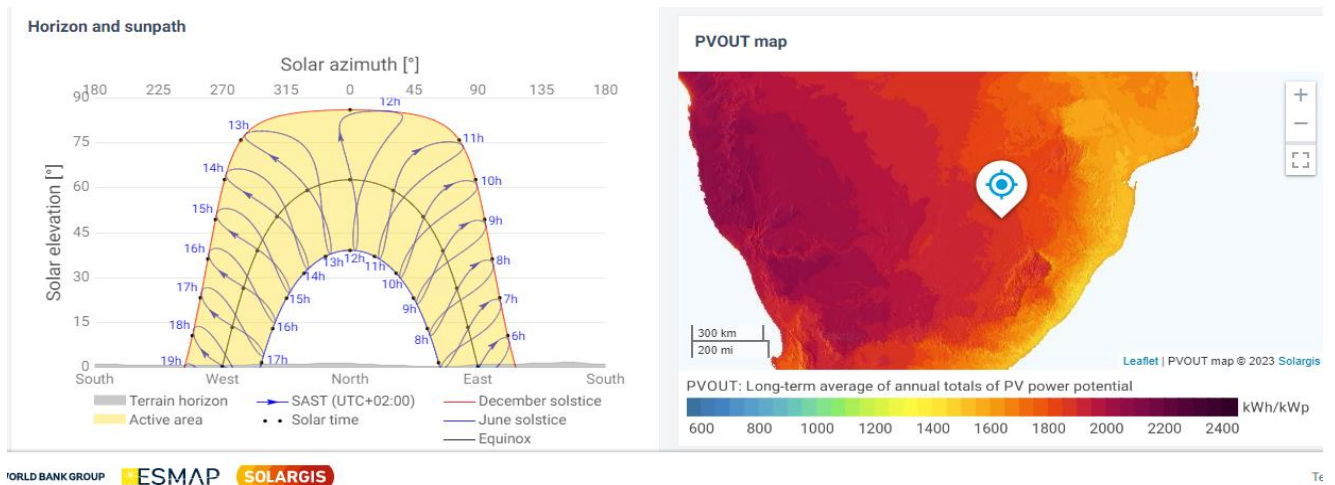 Horizon and sunpath
Solar azimuth [°]
180 225 270 315 0 45 90 135 180
Solar elevation [°]
90
75
60
45
30
15
0
12h
13h 11h
14h 10h
15h 9h
16h 8h
17h 7h
18h 6h
19h
13h 12h 11h
14h 10h
15h 9h
16h 8h
17h
South West North East South
Terrain horizon SAST (UTC+02:00) December solstice
Active area Solar time June solstice
Equinox
PVOUT map
+
−
300 km
200 mi
Leaflet | PVOUT map © 2023 Solargis
PVOUT: Long-term average of annual totals of PV power potential
kWh/kWp
600 800 1000 1200 1400 1600 1800 2000 2200 2400
WORLD BANK GROUP ESMAP SOLARGIS